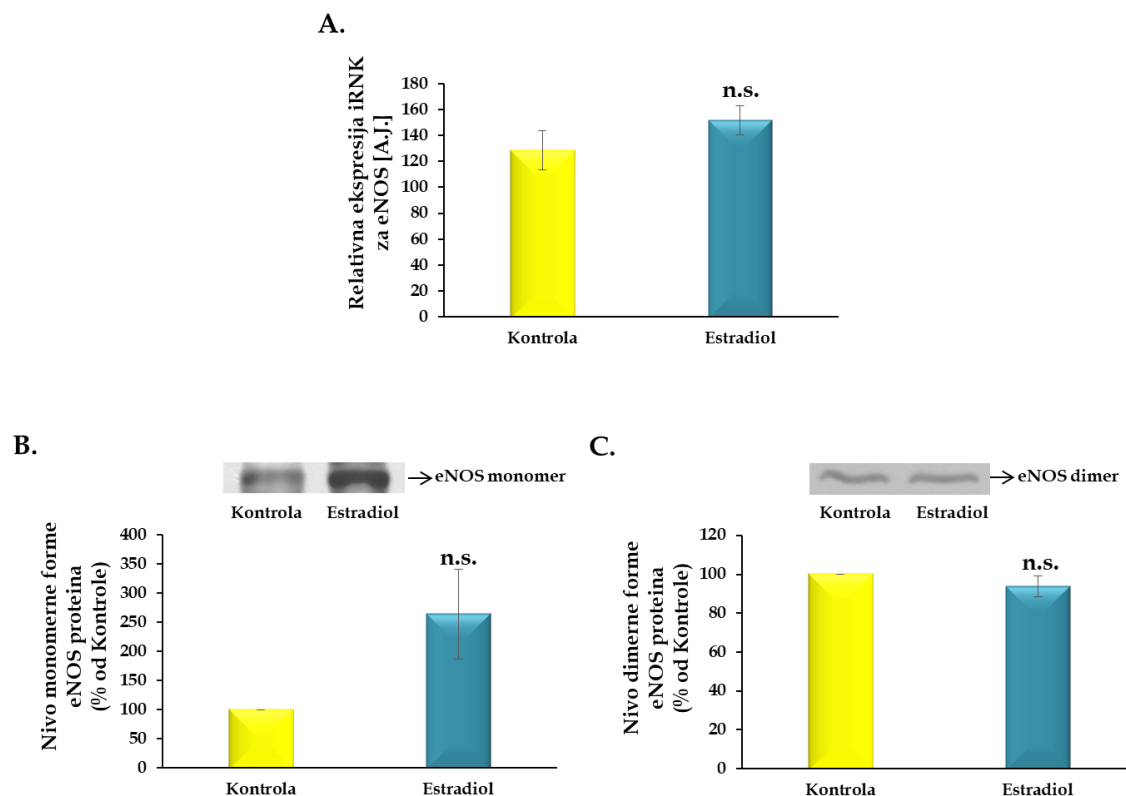 A.
Relativna ekspresija iRNK
za eNOS [A.J.]
180
160
140
120
100
80
60
40
20
0
n.s.
Kontrola
Estradiol
B.
eNOS monomer
Kontrola
Estradiol
Nivo monomerne forme
eNOS proteina
(% od Kontrole)
400
350
300
250
200
150
100
50
0
n.s.
Kontrola
Estradiol
C.
eNOS dimer
Kontrola
Estradiol
Nivo dimerne forme
eNOS proteina
(% od Kontrole)
120
100
80
60
40
20
0
n.s.
Kontrola
Estradiol